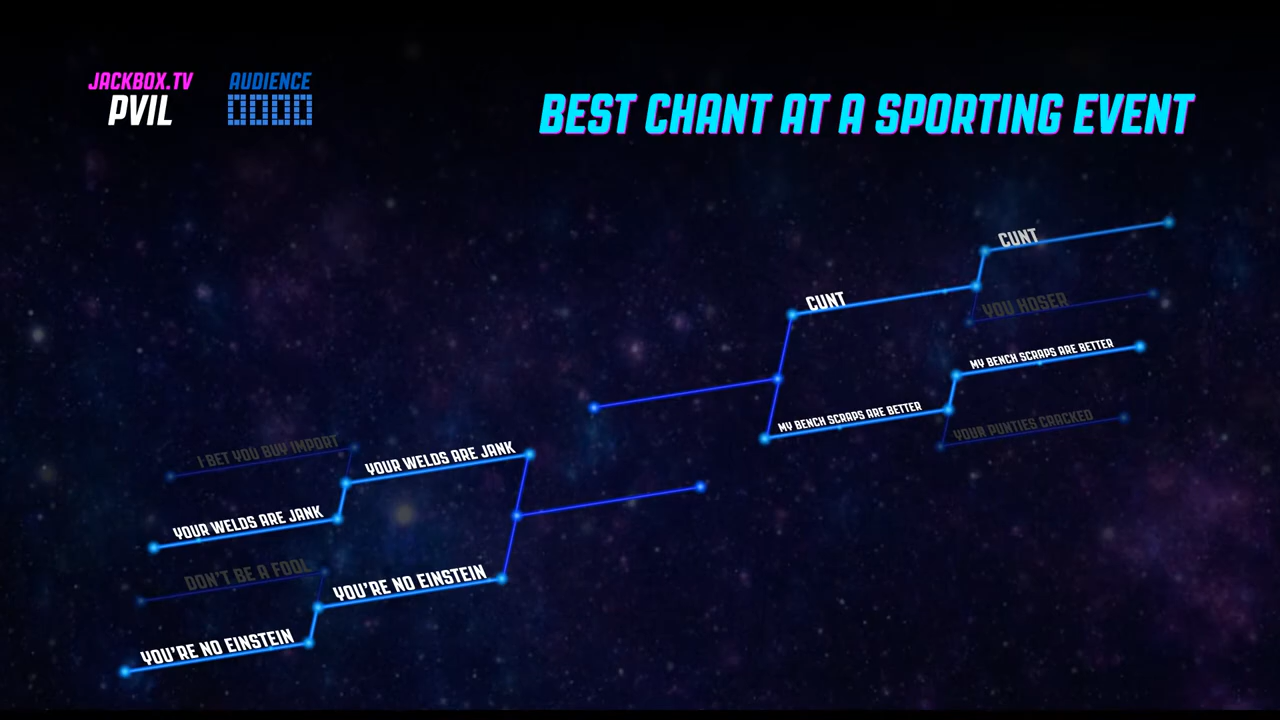 JACKBOX.TV
PVIL
AUDIENCE
BEST CHANT AT A SPORTING EVENT
I BET YOU BUY IMPORT
YOUR WELDS ARE JANK
YOUR WELDS ARE JANK
DON'T BE A FOOL
YOU'RE NO EINSTEIN
YOU'RE NO EINSTEIN
CUNT
CUNT
YOU HOSER
MY BENCH SCRAPS ARE BETTER
MY BENCH SCRAPS ARE BETTER
YOUR PUNTIES CRACKED